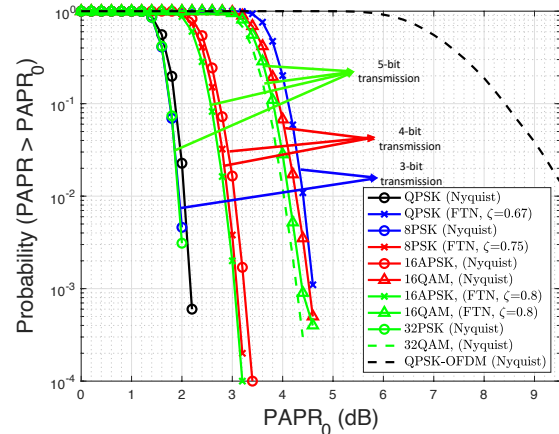 10^0
10^-1
10^-2
10^-3
10^-4
Probability (PAPR > PAPR_0)
5-bit
transmission
4-bit
transmission
3-bit
transmission
QPSK (Nyquist)
QPSK (FTN, ζ=0.67)
8PSK (Nyquist)
8PSK (FTN, ζ=0.75)
16APSK, (Nyquist)
16QAM, (Nyquist)
16APSK (FTN, ζ=0.8)
16QAM, (FTN, ζ=0.8)
32PSK (Nyquist)
32QAM, (Nyquist)
QPSK-OFDM (Nyquist)
0 1 2 3 4 5 6 7 8 9
PAPR_0 (dB)